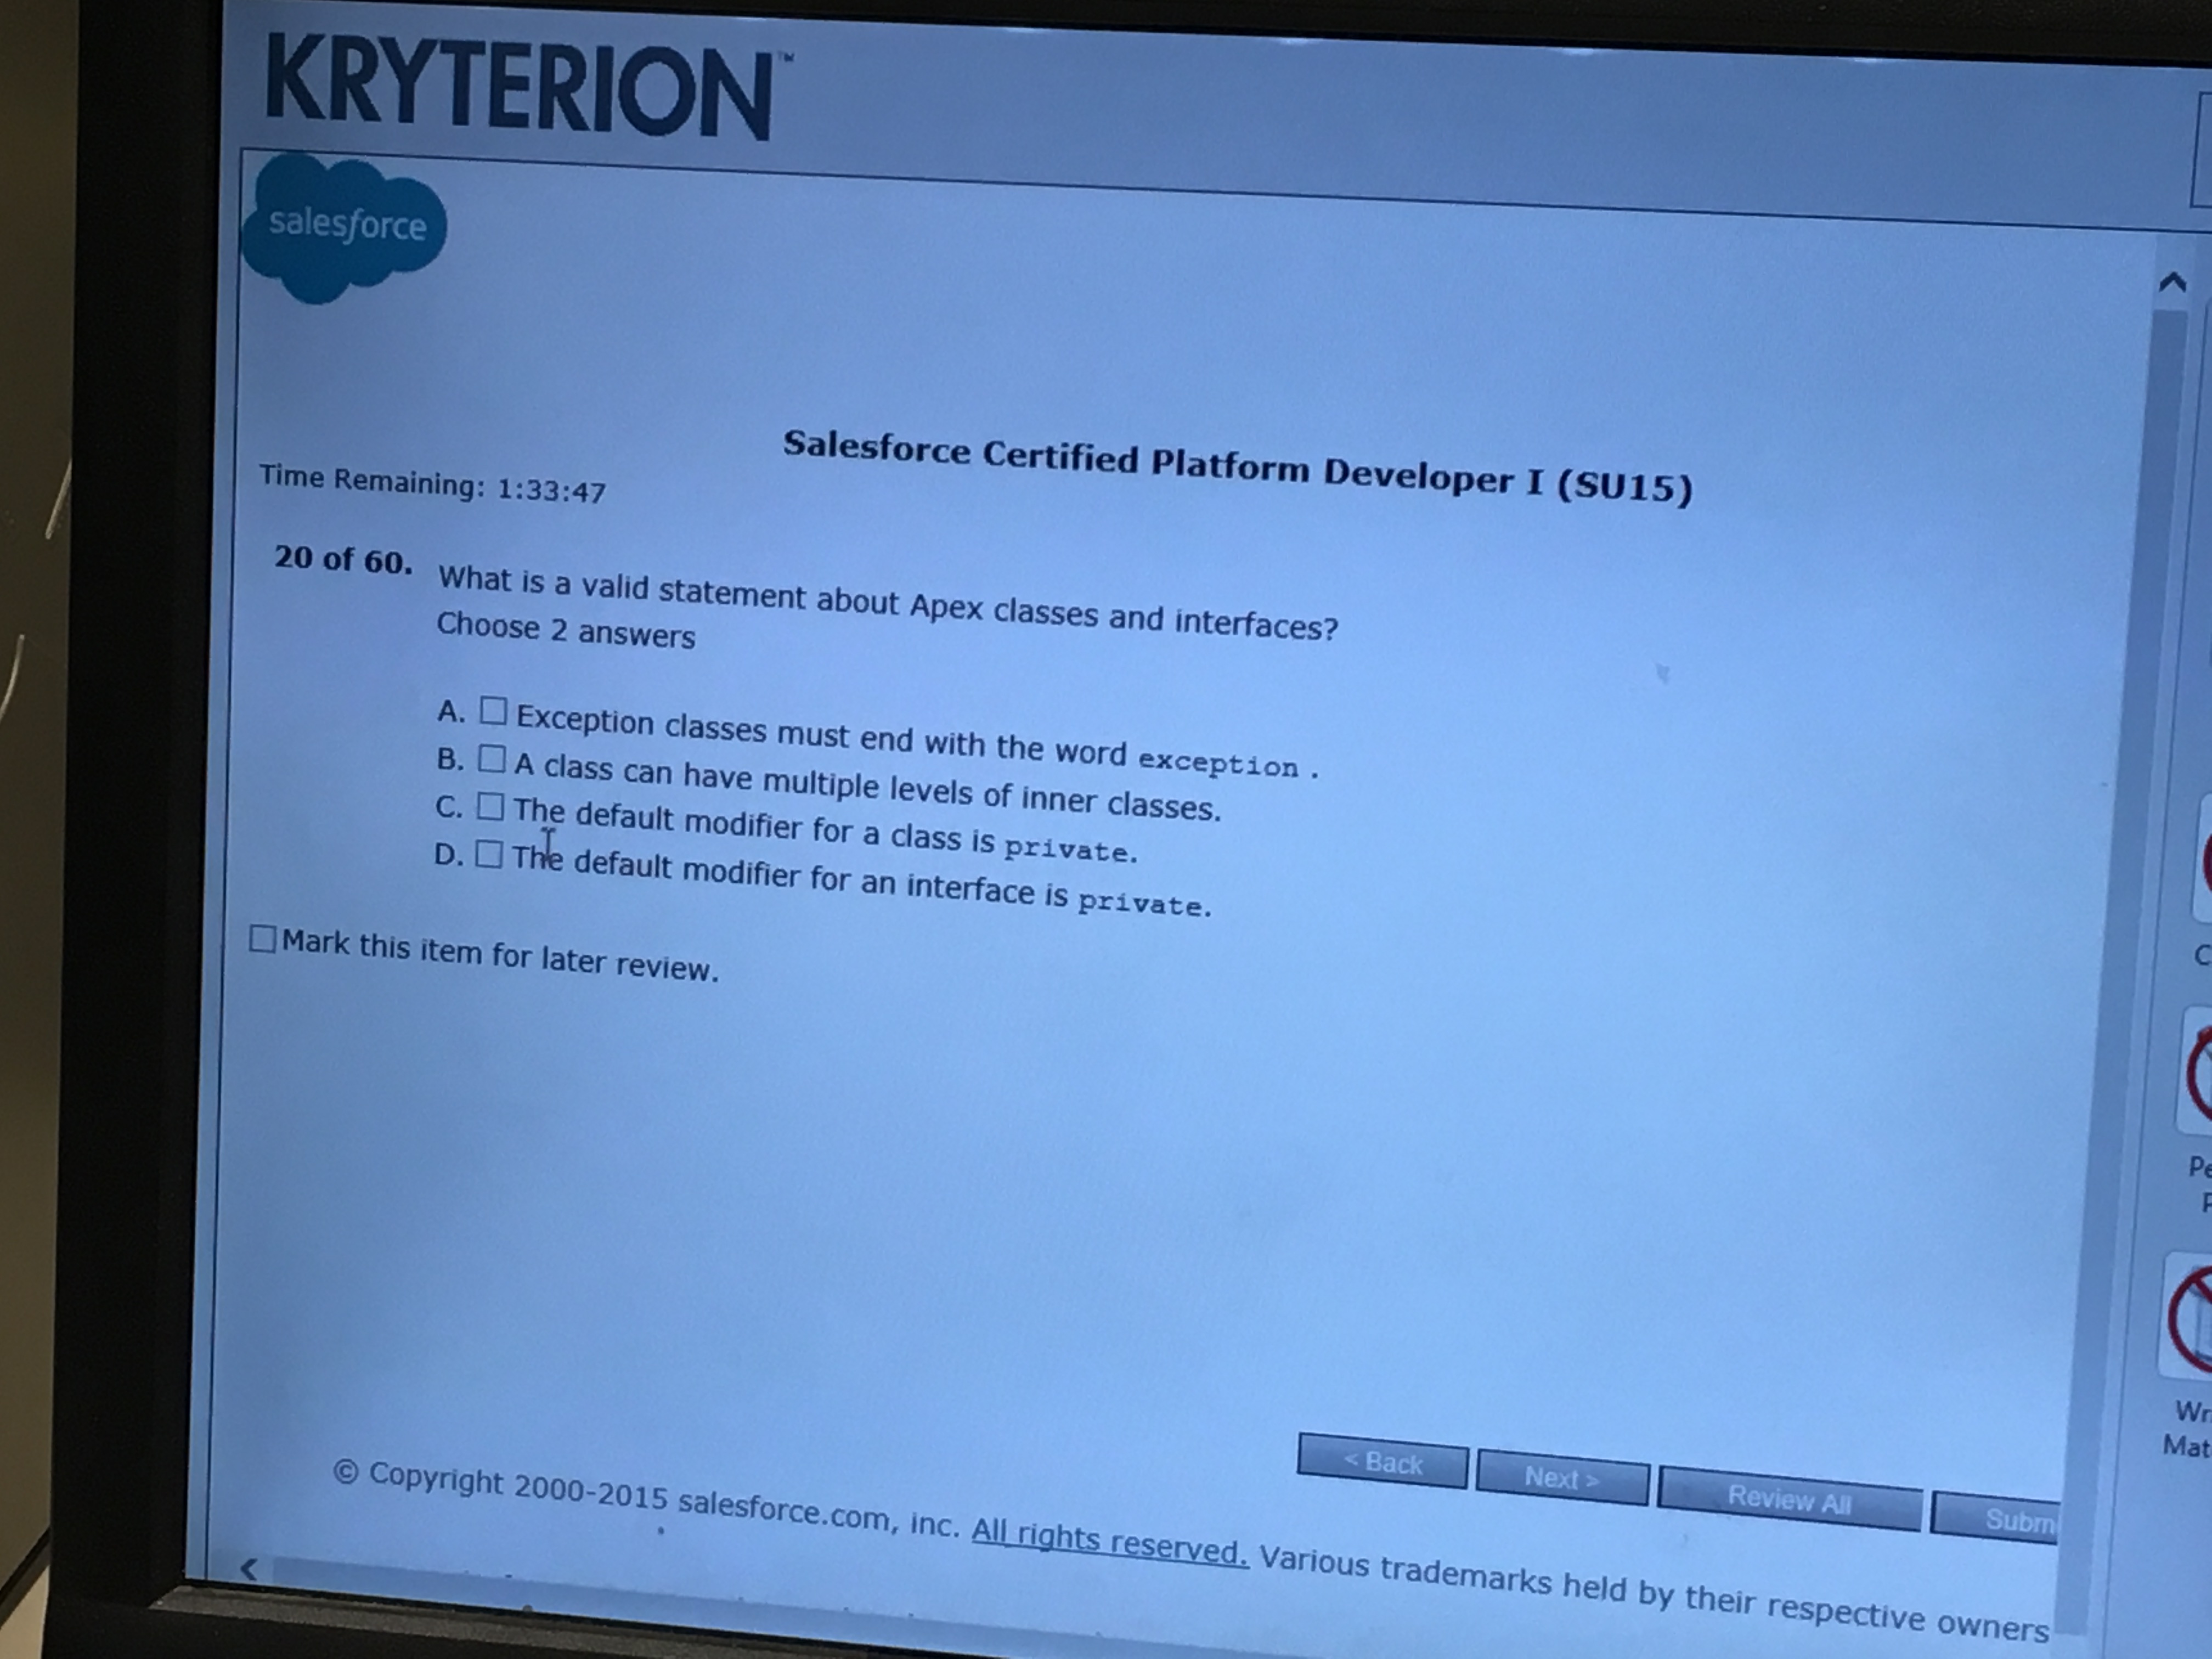 KRYTERION™
salesforce
Salesforce Certified Platform Developer I (SU15)
Time Remaining: 1:33:47
20 of 60. What is a valid statement about Apex classes and interfaces?
Choose 2 answers
A. Exception classes must end with the word exception .
B. A class can have multiple levels of inner classes.
C. The default modifier for a class is private.
D. The default modifier for an interface is private.
Mark this item for later review.
< Back Next > Review All Subm
© Copyright 2000-2015 salesforce.com, inc. All rights reserved. Various trademarks held by their respective owners
C
Pe
Wr
Mat